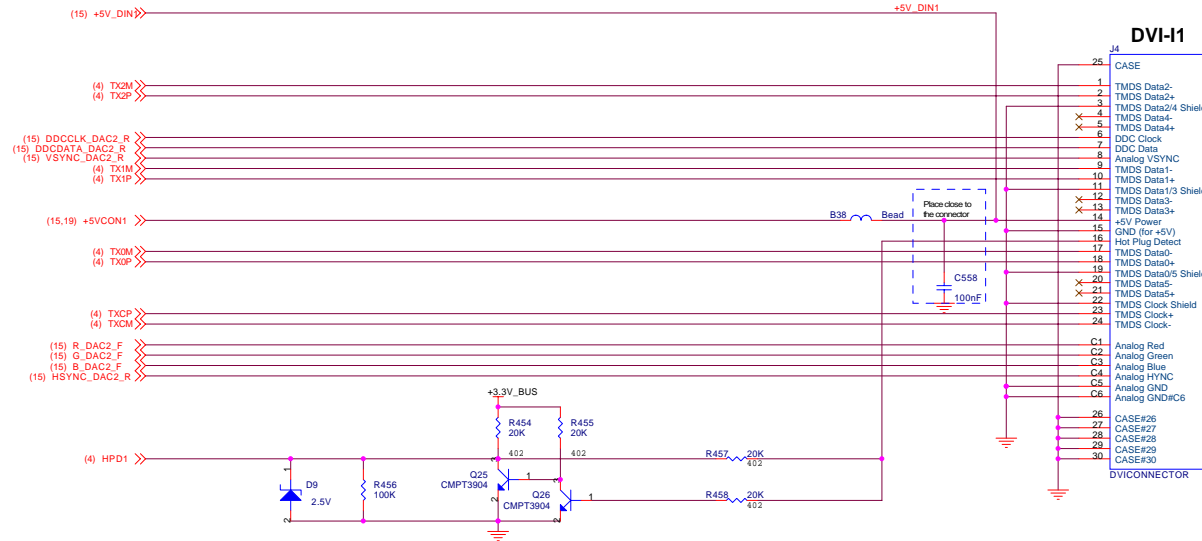 (15) +5V_DIN1
+5V_DIN1
DVI-I1
J4
25 CASE
(4) TX2M
1 TMDS Data2-
(4) TX2P
2 TMDS Data2+
3 TMDS Data2/4 Shield
4 TMDS Data4-
5 TMDS Data4+
(15) DDCCLK_DAC2_R
6 DDC Clock
(15) DDCDATA_DAC2_R
7 DDC Data
(15) VSYNC_DAC2_R
8 Analog VSYNC
(4) TX1M
9 TMDS Data1-
(4) TX1P
10 TMDS Data1+
11 TMDS Data1/3 Shield
12 TMDS Data3-
13 TMDS Data3+
Place close to
the connector
(15,19) +5VCON1
B38 Bead
14 +5V Power
15 GND (for +5V)
16 Hot Plug Detect
(4) TX0M
17 TMDS Data0-
(4) TX0P
18 TMDS Data0+
19 TMDS Data0/5 Shield
C558
100nF
20 TMDS Data5-
21 TMDS Data5+
22 TMDS Clock Shield
(4) TXCP
23 TMDS Clock+
(4) TXCM
24 TMDS Clock-
(15) R_DAC2_F
C1 Analog Red
(15) G_DAC2_F
C2 Analog Green
(15) B_DAC2_F
C3 Analog Blue
(15) HSYNC_DAC2_R
C4 Analog HYNC
C5 Analog GND
C6 Analog GND#C6
+3.3V_BUS
R454
20K
402
R455
20K
402
26 CASE#26
27 CASE#27
28 CASE#28
29 CASE#29
30 CASE#30
DVICONNECTOR
(4) HPD1
R457 20K
402
D9
2.5V
1
2
R456
100K
Q25
CMPT3904
3
1
2
Q26
CMPT3904
3
1
2
R458 20K
402